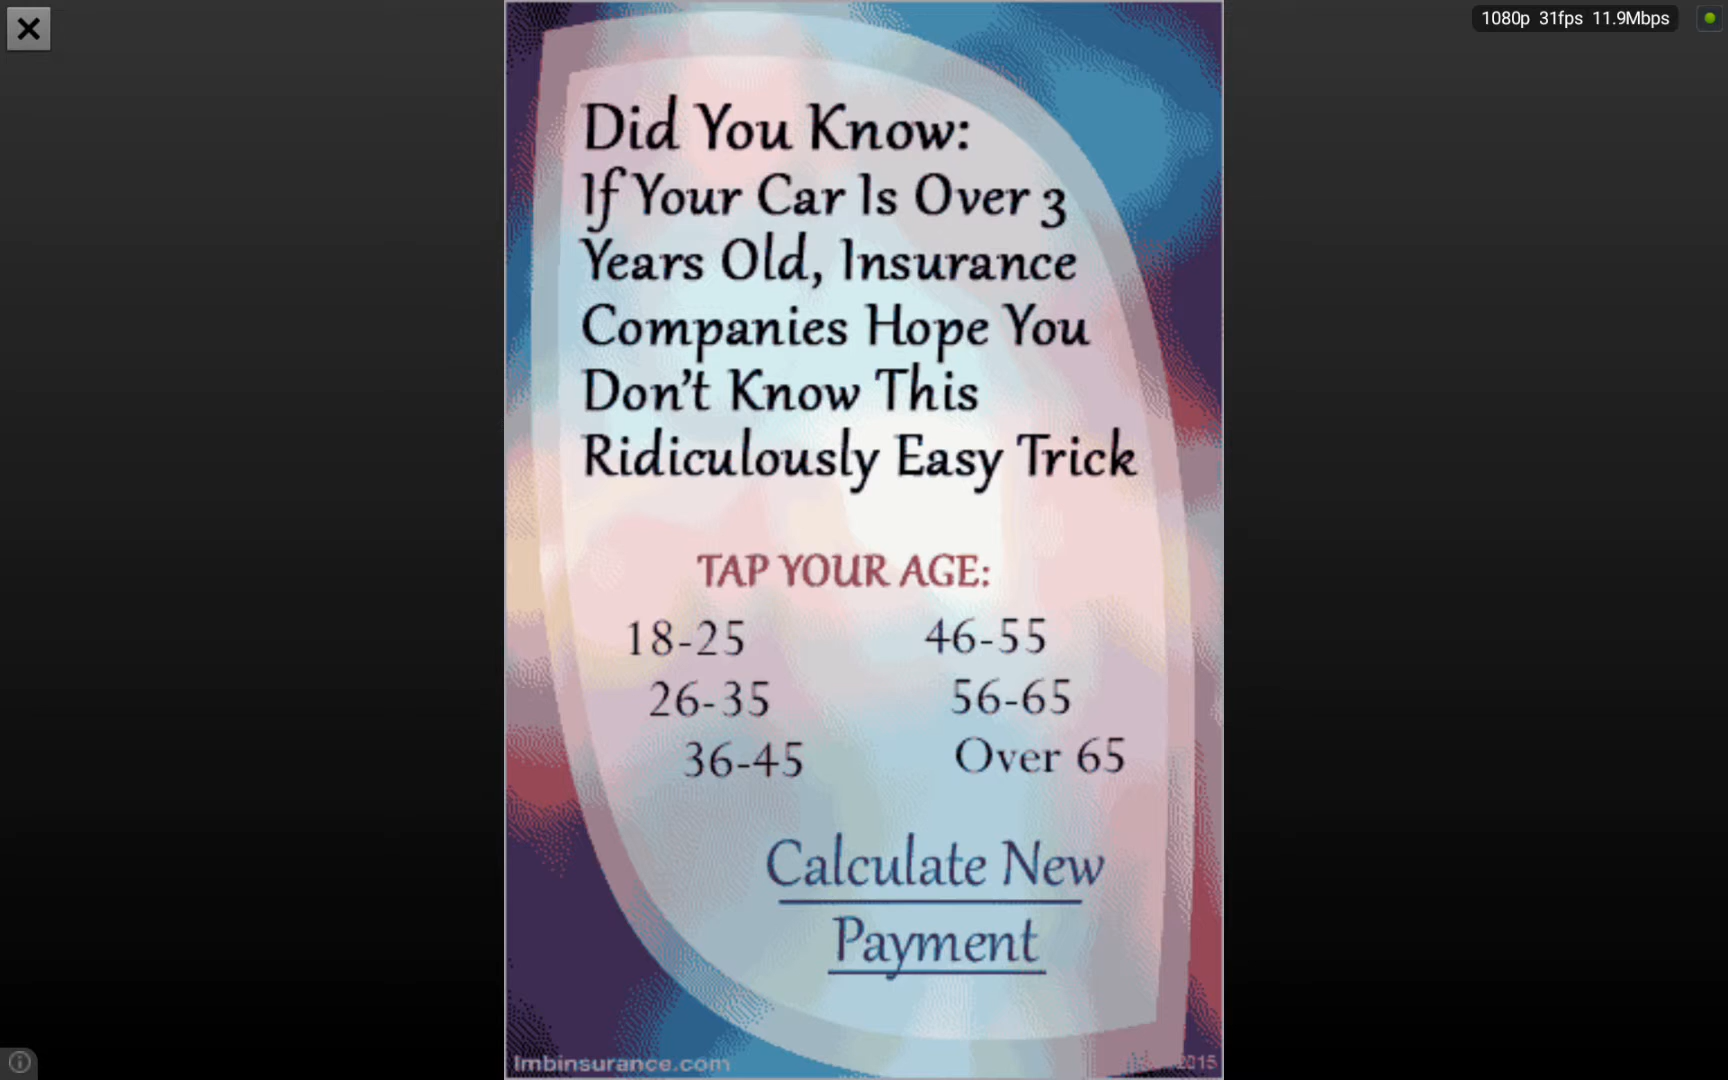 1080p 31fps 11.9Mbps
Did You Know:
If Your Car Is Over 3
Years Old, Insurance
Companies Hope You
Don't Know This
Ridiculously Easy Trick
TAP YOUR AGE:
18-25 46-55
26-35 56-65
36-45 Over 65
Calculate New
Payment
lmbinsurance.com
2015